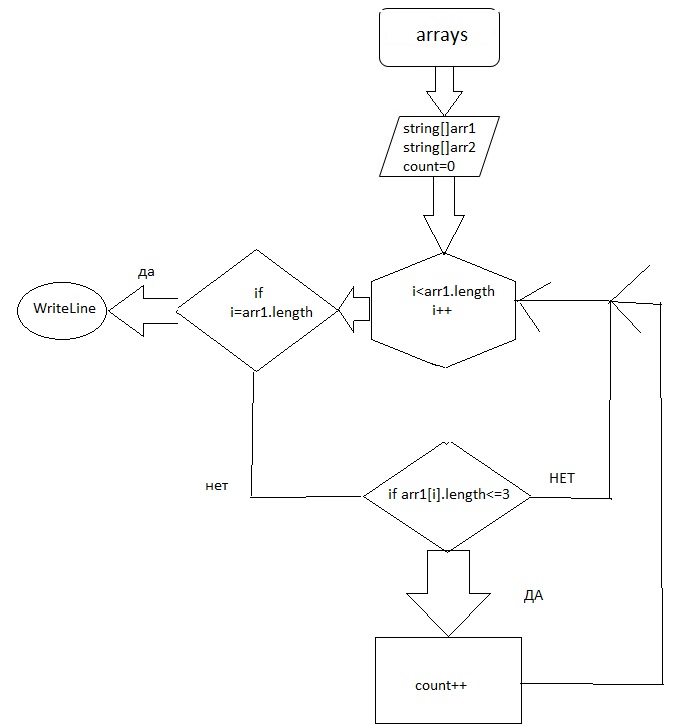 arrays
string[]arr1
string[]arr2
count=0
i<arr1.length
i++
if
i=arr1.length
да
WriteLine
нет
if arr1[i].length<=3
НЕТ
ДА
count++